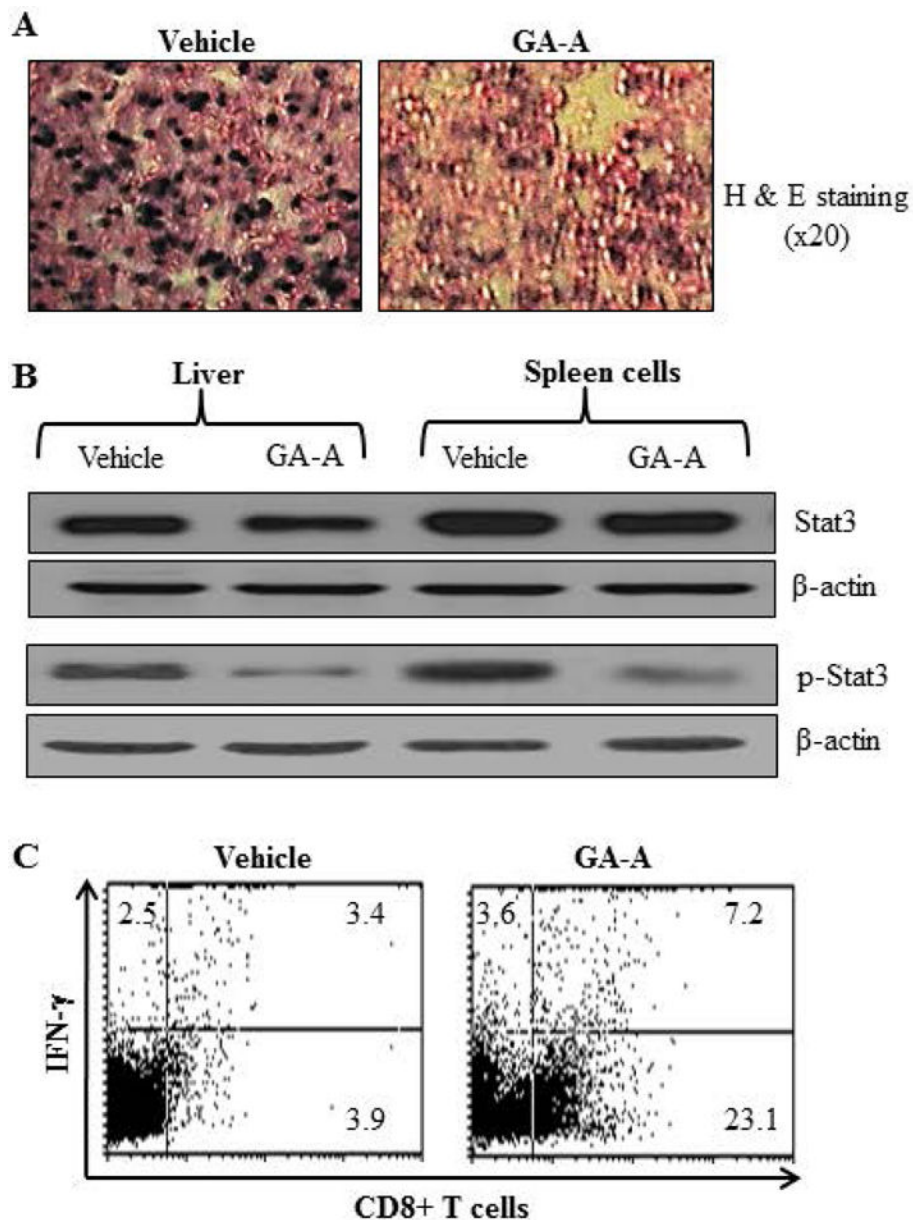 A
Vehicle GA-A
H & E staining
(x20)
B
Liver Spleen cells
Vehicle GA-A Vehicle GA-A
Stat3
β-actin
p-Stat3
β-actin
C
Vehicle GA-A
2.5 3.4 3.6 7.2
IFN-γ
3.9 23.1
CD8+ T cells